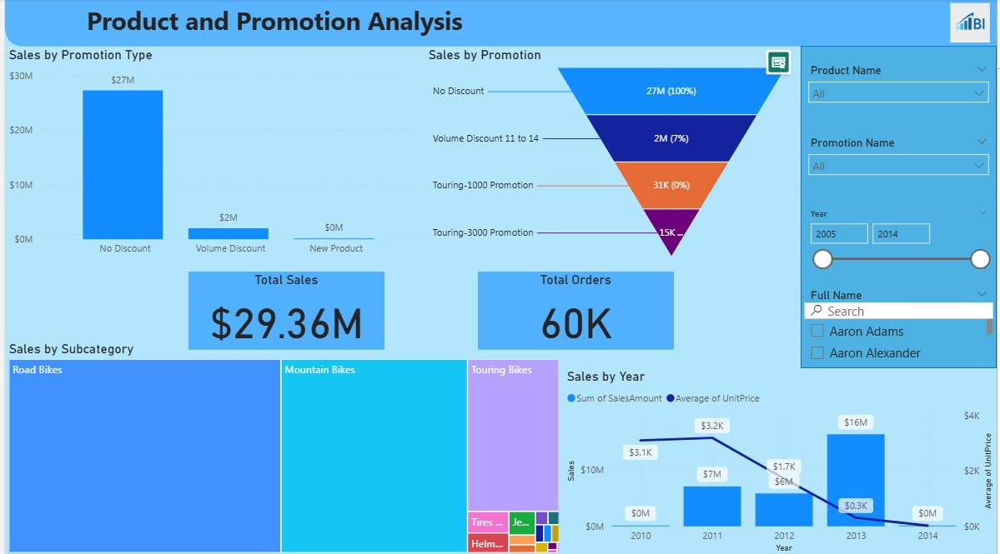 Product and Promotion Analysis
BI
Sales by Promotion Type
$30M
$20M
$10M
$0M
$27M
$2M
$0M
No Discount
Volume Discount
New Product
Sales by Promotion
No Discount
27M (100%)
Volume Discount 11 to 14
2M (7%)
Touring-1000 Promotion
31K (0%)
Touring-3000 Promotion
15K ...
Product Name
All
Promotion Name
All
Year
2005
2014
Full Name
Search
Aaron Adams
Aaron Alexander
Total Sales
$29.36M
Total Orders
60K
Sales by Subcategory
Road Bikes
Mountain Bikes
Touring Bikes
Tires ...
Je...
Helm...
Sales by Year
Sum of SalesAmount
Average of UnitPrice
Sales
$10M
$0M
$3.1K
$3.2K
$1.7K
$0.3K
$0M
$7M
$6M
$16M
$0M
$4K
$2K
$0K
Average of UnitPrice
2010
2011
2012
2013
2014
Year